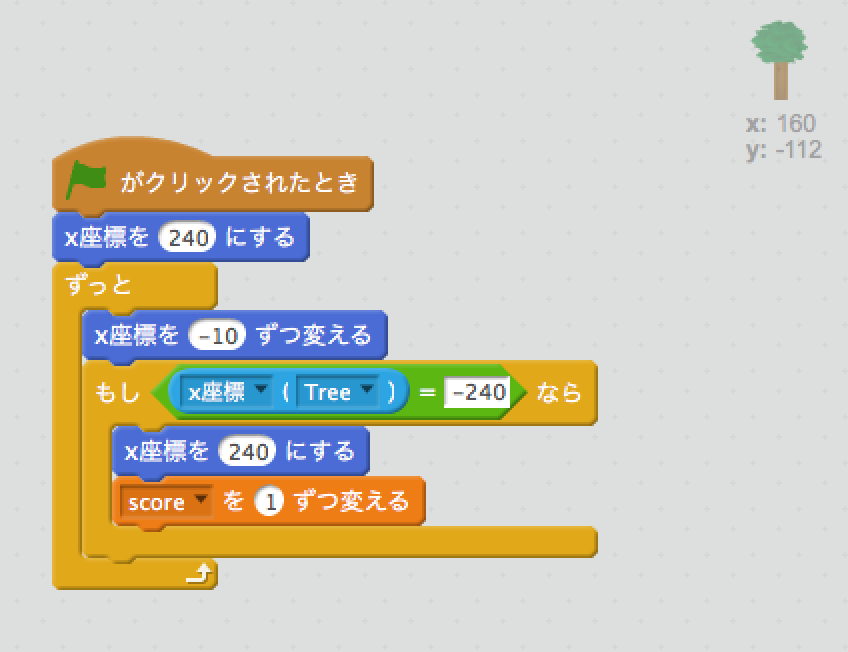 x: 160
y: -112
がクリックされたとき
x座標を 240 にする
ずっと
x座標を -10 ずつ変える
もし x座標 ( Tree ) = -240 なら
x座標を 240 にする
score を 1 ずつ変える